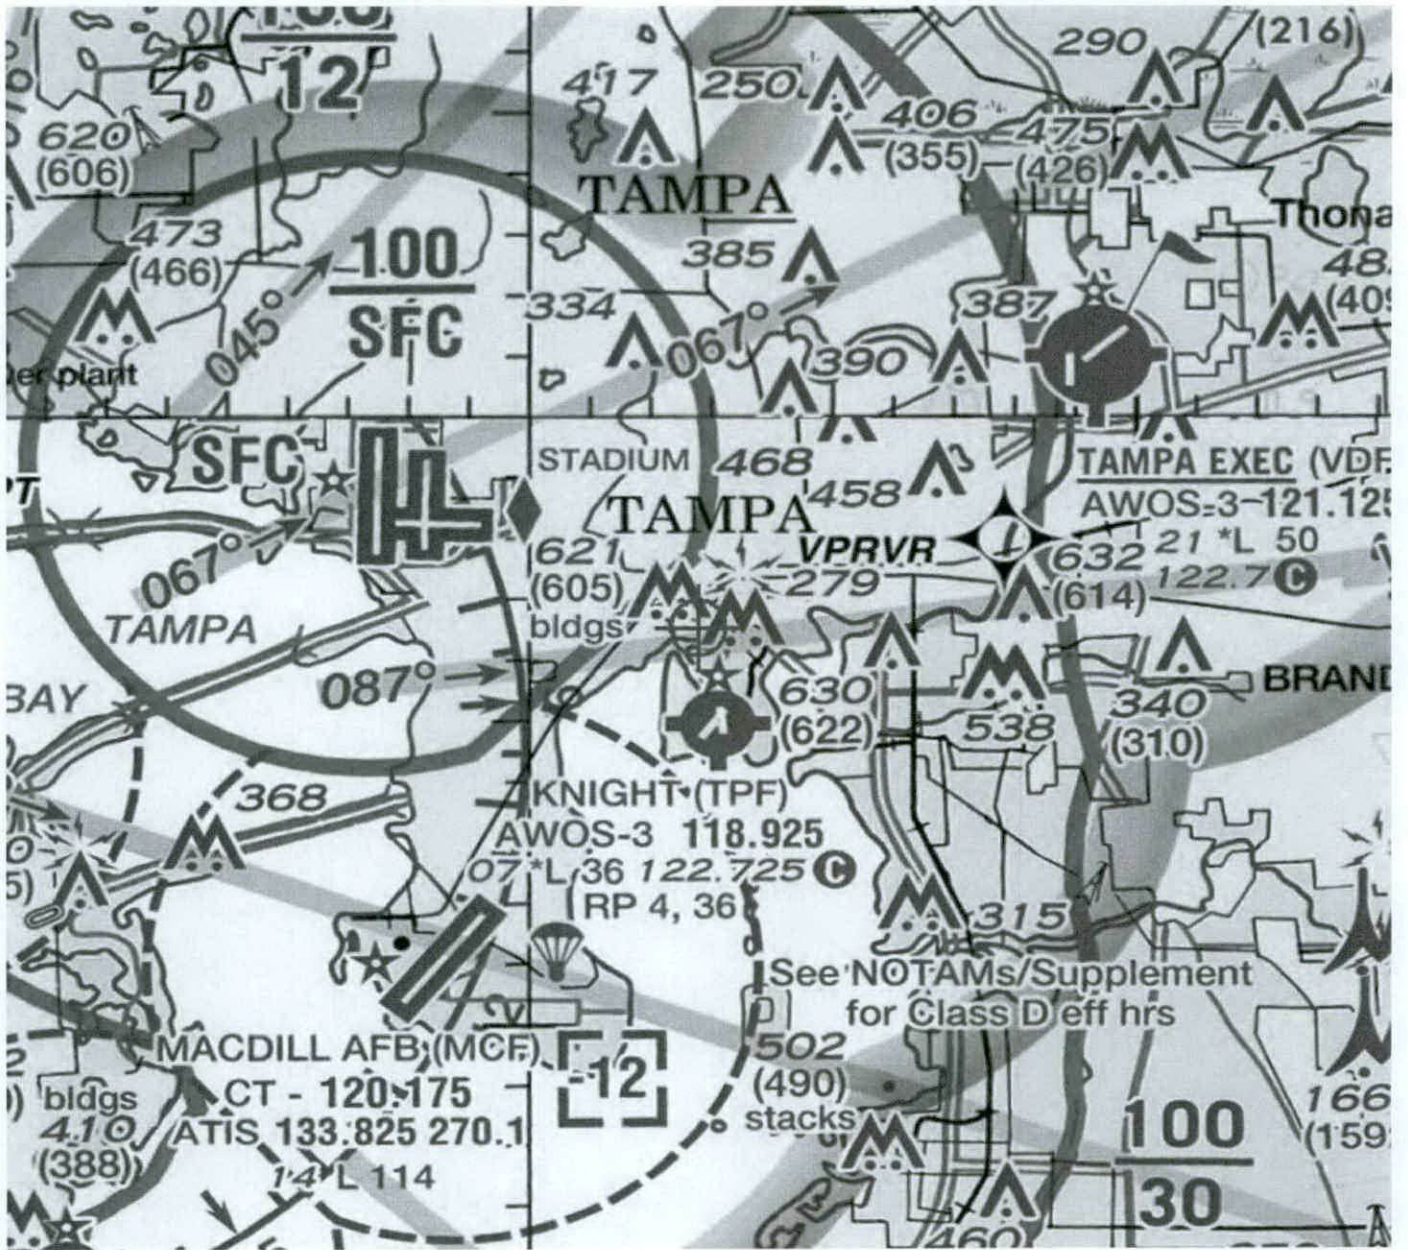 12
417
250
290
(216)
620
(606)
406
(355)
475
(426)
TAMPA
473
(466)
100
SFC
385
Thona
334
067°
387
045°
390
er plant
SFC
STADIUM
468
458
TAMPA EXEC (VDF
AWOS-3 121.125
21 *L 50
122.7 C
TAMPA
VPRVR
621
(605)
bldgs
279
632
(614)
067°
TAMPA
BAY
087°
630
(622)
538
340
(310)
BRAND
368
KNIGHT (TPF)
AWOS-3 118.925
07 *L 36 122.725 C
RP 4, 36
315
See NOTAMs/Supplement
for Class D eff hrs
MACDILL AFB (MCF)
CT - 120.175
ATIS 133.825 270.1
14 L 114
-12
502
(490)
stacks
bldgs
410
(388)
100
30
166
(159
460